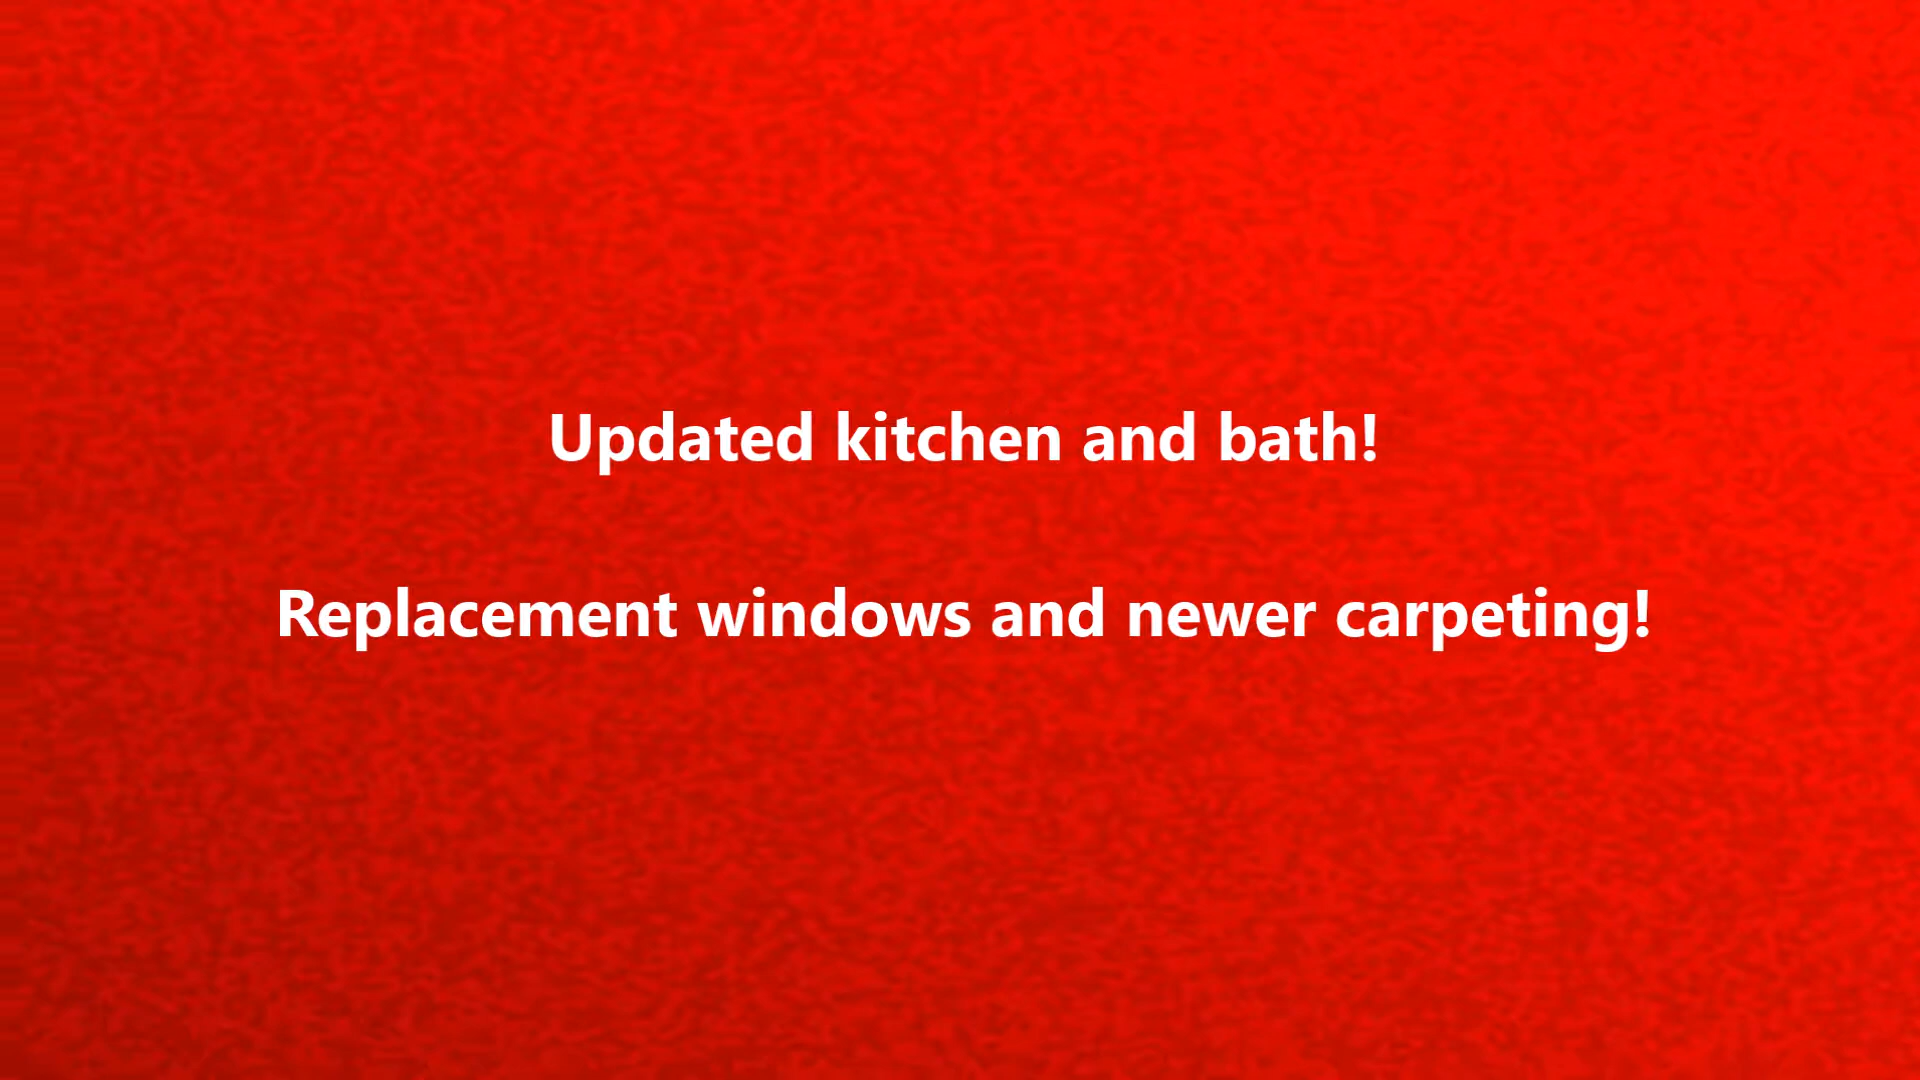 Updated kitchen and bath!
Replacement windows and newer carpeting!